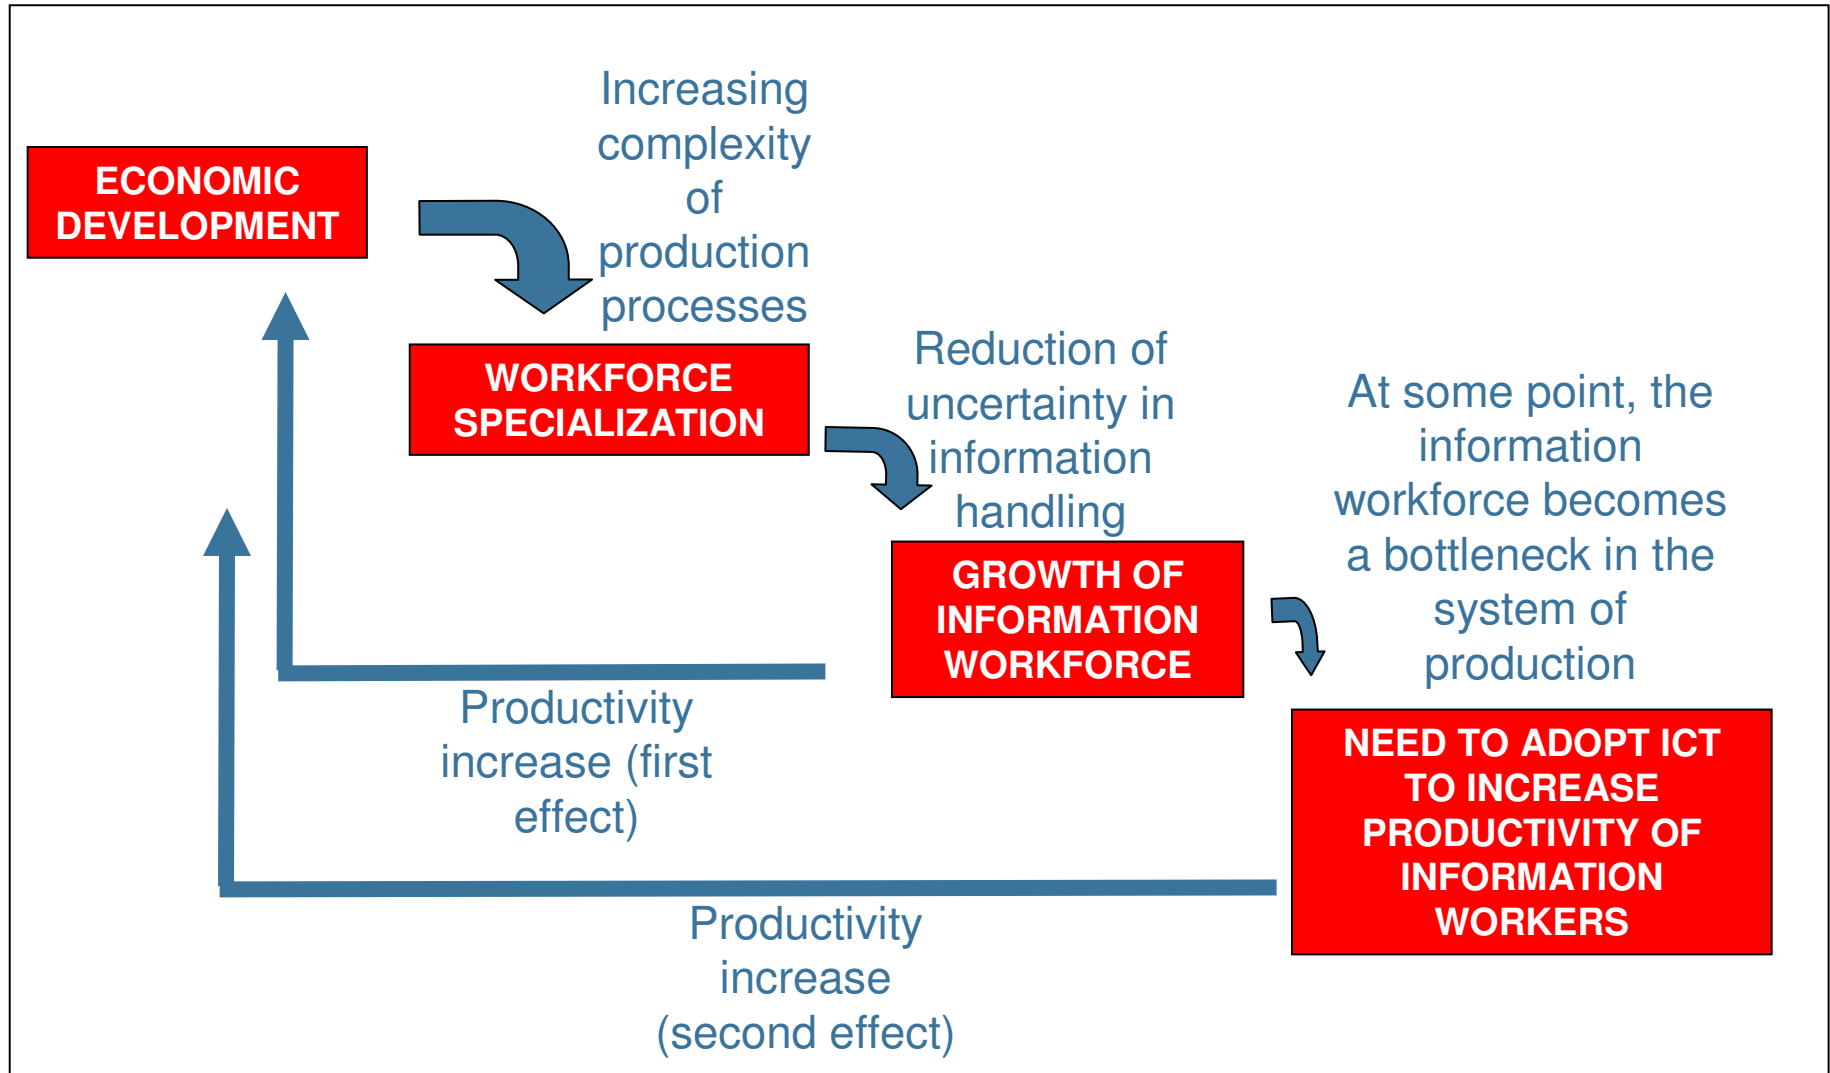 Increasing
complexity
of
production
processes
ECONOMIC
DEVELOPMENT
WORKFORCE
SPECIALIZATION
Reduction of
uncertainty in
information
handling
At some point, the
information
workforce becomes
a bottleneck in the
system of
production
GROWTH OF
INFORMATION
WORKFORCE
Productivity
increase (first
effect)
NEED TO ADOPT ICT
TO INCREASE
PRODUCTIVITY OF
INFORMATION
WORKERS
Productivity
increase
(second effect)